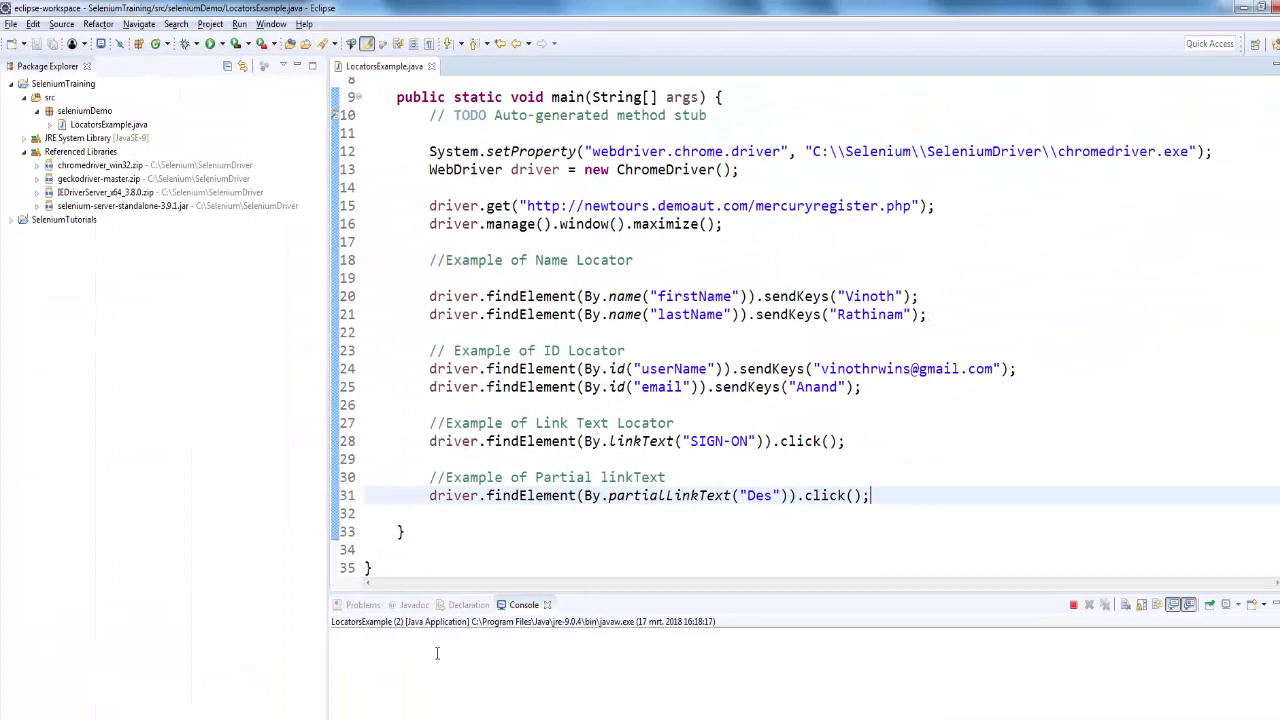 eclipse-workspace - SeleniumTraining/src/seleniumDemo/LocatorsExample.java - Eclipse
File Edit Source Refactor Navigate Search Project Run Window Help
Quick Access
Package Explorer
SeleniumTraining
src
seleniumDemo
LocatorsExample.java
JRE System Library [JavaSE-9]
Referenced Libraries
chromedriver_win32.zip - C:\Selenium\SeleniumDriver
geckodriver-master.zip - C:\Selenium\SeleniumDriver
IEDriverServer_x64_3.8.0.zip - C:\Selenium\SeleniumDriver
selenium-server-standalone-3.9.1.jar - C:\Selenium\SeleniumDriver
SeleniumTutorials
LocatorsExample.java
8
9 public static void main(String[] args) {
10 // TODO Auto-generated method stub
11
12 System.setProperty("webdriver.chrome.driver", "C:\\Selenium\\SeleniumDriver\\chromedriver.exe");
13 WebDriver driver = new ChromeDriver();
14
15 driver.get("http://newtours.demoaut.com/mercuryregister.php");
16 driver.manage().window().maximize();
17
18 //Example of Name Locator
19
20 driver.findElement(By.name("firstName")).sendKeys("Vinoth");
21 driver.findElement(By.name("lastName")).sendKeys("Rathinam");
22
23 // Example of ID Locator
24 driver.findElement(By.id("userName")).sendKeys("vinothrwins@gmail.com");
25 driver.findElement(By.id("email")).sendKeys("Anand");
26
27 //Example of Link Text Locator
28 driver.findElement(By.linkText("SIGN-ON")).click();
29
30 //Example of Partial linkText
31 driver.findElement(By.partialLinkText("Des")).click();
32
33 }
34
35 }
Problems Javadoc Declaration Console
LocatorsExample (2) [Java Application] C:\Program Files\Java\jre-9.0.4\bin\javaw.exe (17 mrt. 2018 16:18:17)